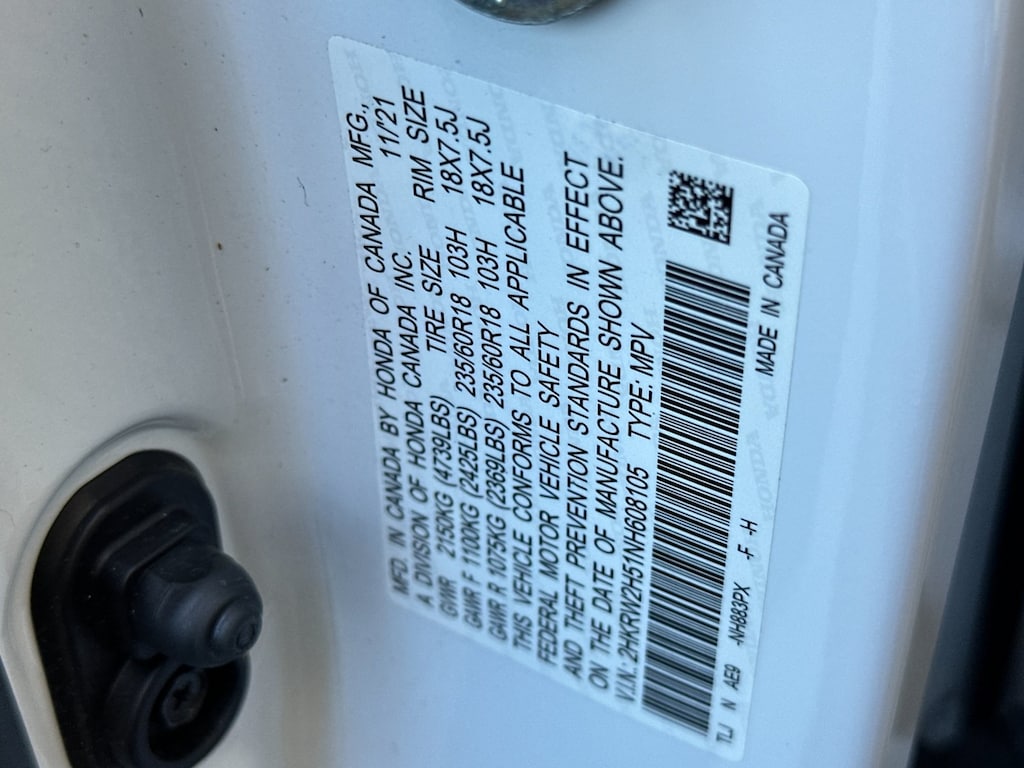 MFD. IN CANADA BY HONDA OF CANADA MFG.,
A DIVISION OF HONDA CANADA INC. 11/'21
GWR 2150KG (4739LBS) TIRE SIZE RIM SIZE
GAWR F 1100KG (2425LBS) 235/60R18 103H 18X7.5J
GAWR R 1075KG (2369LBS) 235/60R18 103H 18X7.5J
THIS VEHICLE CONFORMS TO ALL APPLICABLE
FEDERAL MOTOR VEHICLE SAFETY
AND THEFT PREVENTION STANDARDS IN EFFECT
ON THE DATE OF MANUFACTURE SHOWN ABOVE.
V.I.N: 2HKRW2H51NH608105 TYPE: MPV
TLJ N AE9 -NH883PX -F -H MADE IN CANADA